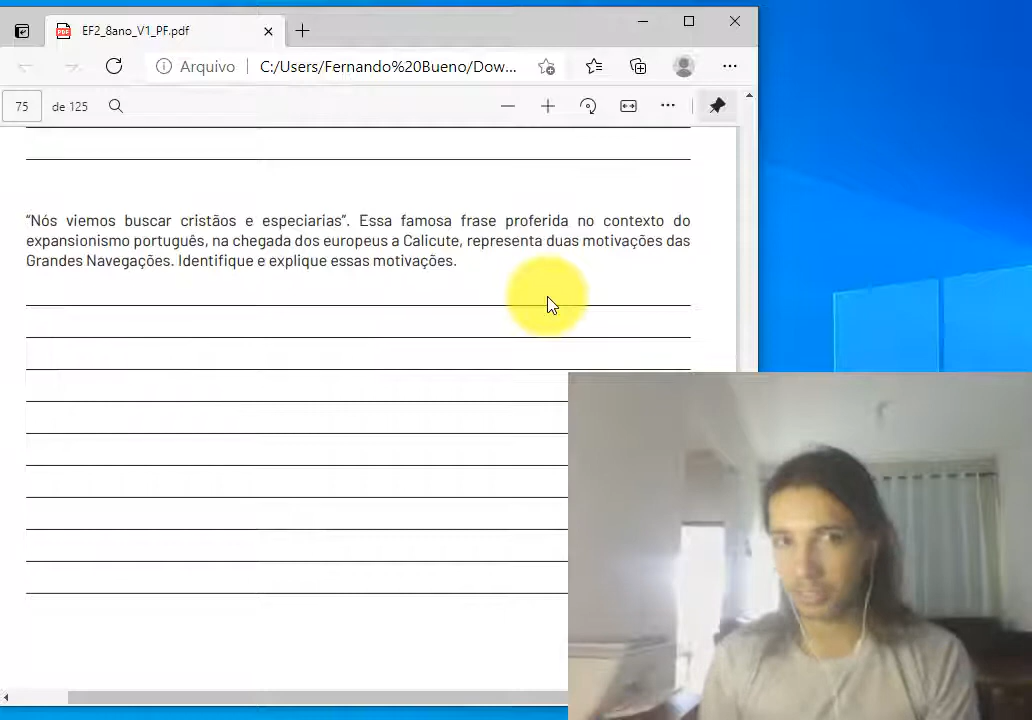 EF2_8ano_V1_PF.pdf
Arquivo C:/Users/Fernando%20Bueno/Dow...
75 de 125
“Nós viemos buscar cristãos e especiarias”. Essa famosa frase proferida no contexto do
expansionismo português, na chegada dos europeus a Calicute, representa duas motivações das
Grandes Navegações. Identifique e explique essas motivações.